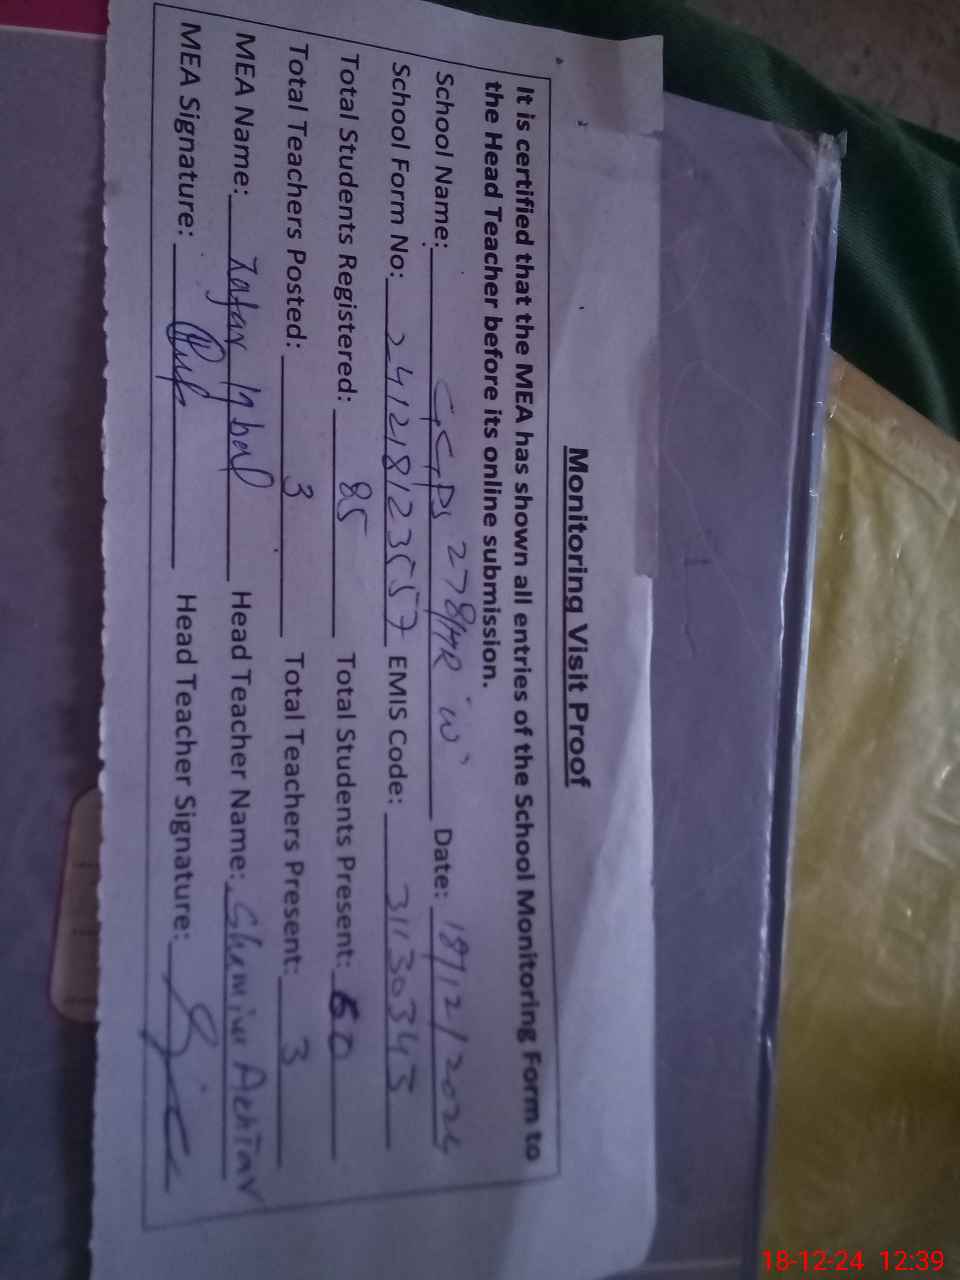 Monitoring Visit Proof
It is certified that the MEA has shown all entries of the School Monitoring Form to
the Head Teacher before its online submission.
School Name: GGPS 278/HR 'W' Date: 18/12/2024
School Form No: EMIS Code: 31130343
Total Students Registered: 85 Total Students Present: 60
Total Teachers Posted: 3 Total Teachers Present: 3
MEA Name: Zafar Iqbal Head Teacher Name: Akhtar
MEA Signature: Head Teacher Signature:
18-12-24 12:39